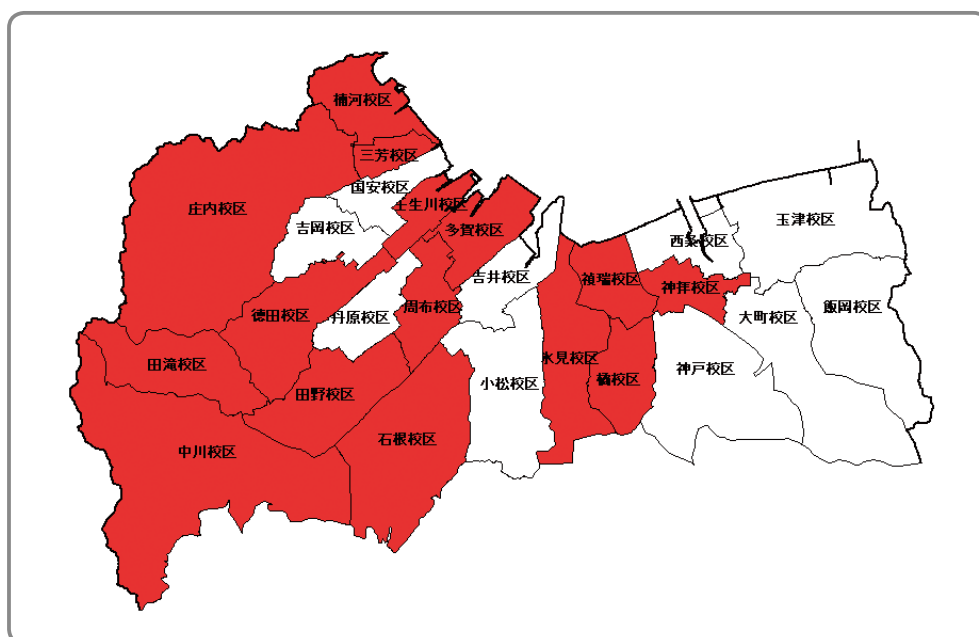 楠河校区
三芳校区
国安校区
庄内校区
壬生川校区
吉岡校区
多賀校区
玉津校区
西条校区
吉井校区
禎瑞校区
神拝校区
周布校区
飯岡校区
徳田校区
丹原校区
大町校区
氷見校区
田滝校区
神戸校区
橘校区
小松校区
田野校区
石根校区
中川校区